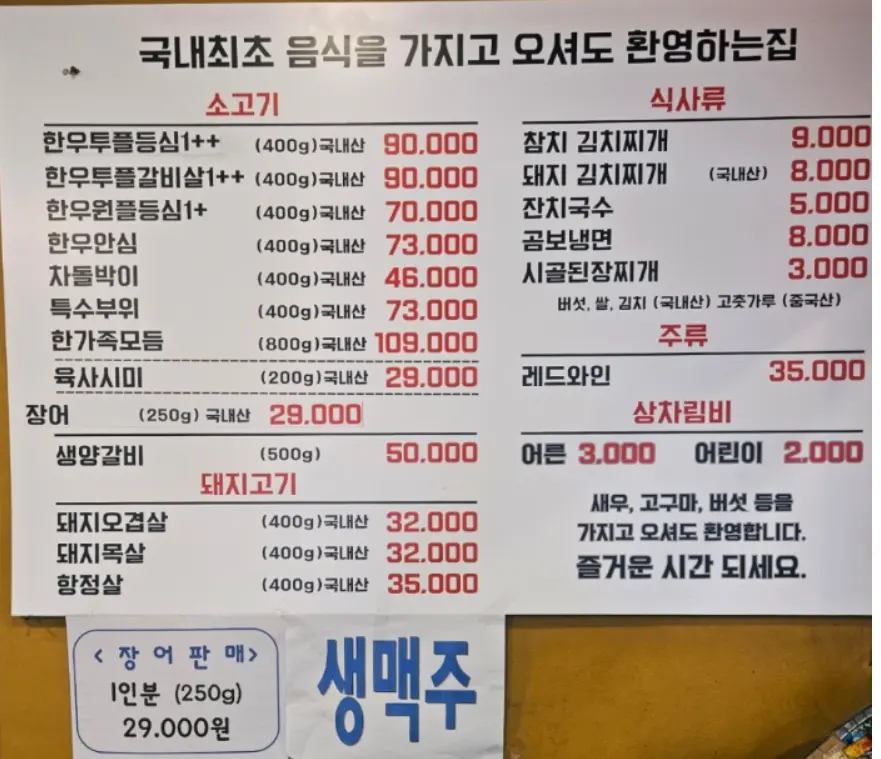 국내최초 음식을 가지고 오셔도 환영하는집
소고기
한우투플등심1++ (400g)국내산 90.000
한우투플갈비살1++ (400g)국내산 90.000
한우원플등심1+ (400g)국내산 70.000
한우안심 (400g)국내산 73.000
차돌박이 (400g)국내산 46.000
특수부위 (400g)국내산 73.000
한가족모듬 (800g)국내산 109.000
육사시미 (200g)국내산 29.000
장어 (250g) 국내산 29.000
생양갈비 (500g) 50.000
돼지고기
돼지오겹살 (400g)국내산 32.000
돼지목살 (400g)국내산 32.000
항정살 (400g)국내산 35.000
식사류
참치 김치찌개 9.000
돼지 김치찌개 (국내산) 8.000
잔치국수 5.000
곰보냉면 8.000
시골된장찌개 3.000
버섯, 쌀, 김치 (국내산) 고춧가루 (중국산)
주류
레드와인 35.000
상차림비
어른 3.000 어린이 2.000
새우, 고구마, 버섯 등을
가지고 오셔도 환영합니다.
즐거운 시간 되세요.
<장어판매>
1인분 (250g)
29.000원
생맥주